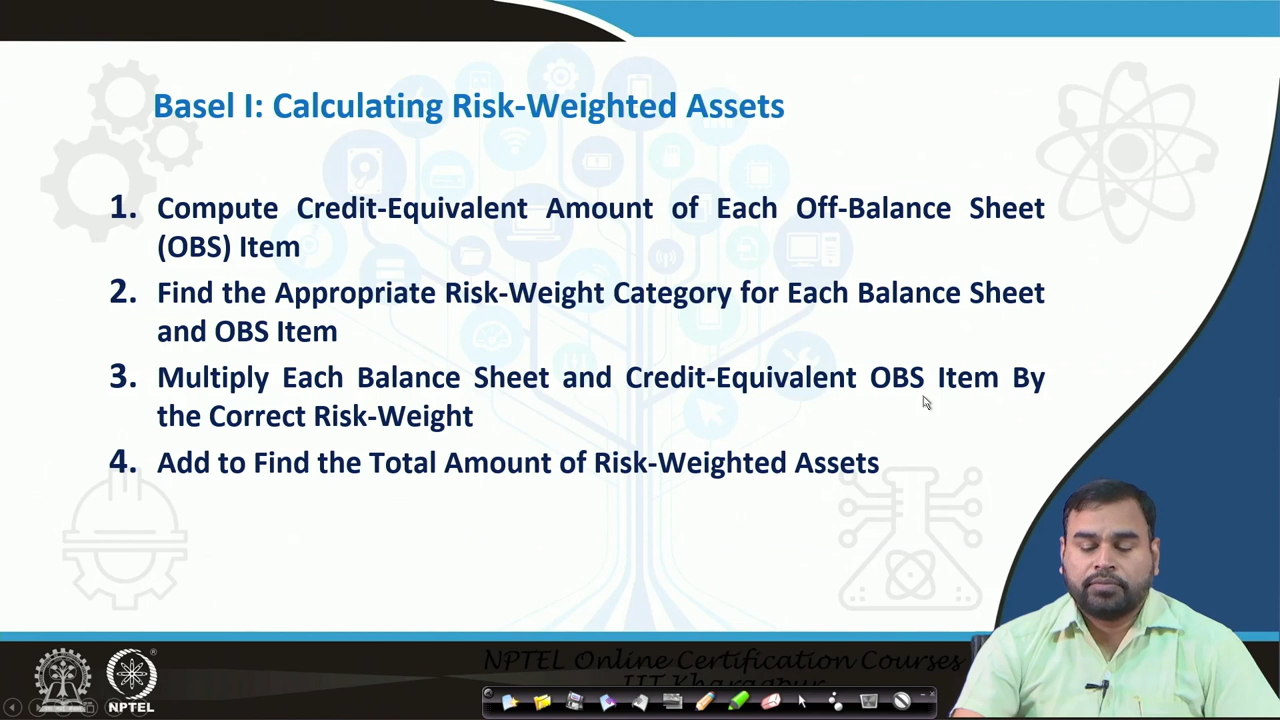 Basel I: Calculating Risk-Weighted Assets
1. Compute Credit-Equivalent Amount of Each Off-Balance Sheet
(OBS) Item
2. Find the Appropriate Risk-Weight Category for Each Balance Sheet
and OBS Item
3. Multiply Each Balance Sheet and Credit-Equivalent OBS Item By
the Correct Risk-Weight
4. Add to Find the Total Amount of Risk-Weighted Assets
NPTEL Online Certification Courses
IIT Kharagpur
NPTEL
®